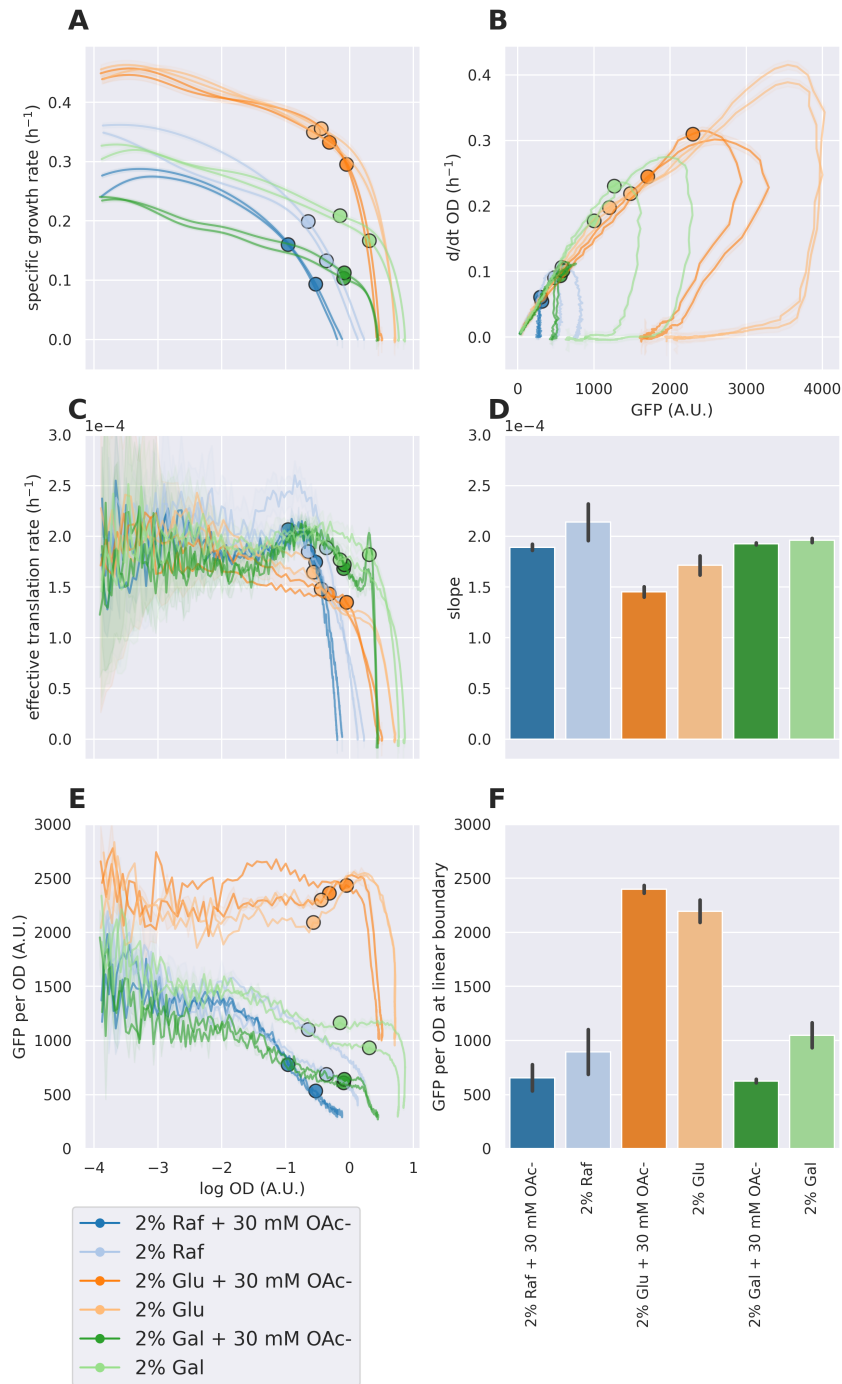 A
specific growth rate (h⁻¹)
0.4
0.3
0.2
0.1
0.0
B
d/dt OD (h⁻¹)
0.4
0.3
0.2
0.1
0.0
0 1000 2000 3000 4000
GFP (A.U.)
C
1e−4
effective translation rate (h⁻¹)
3.0
2.5
2.0
1.5
1.0
0.5
0.0
D
1e−4
slope
3.0
2.5
2.0
1.5
1.0
0.5
0.0
E
GFP per OD (A.U.)
3000
2500
2000
1500
1000
500
0
−4 −3 −2 −1 0 1
log OD (A.U.)
F
GFP per OD at linear boundary
3000
2500
2000
1500
1000
500
0
2% Raf + 30 mM OAc-
2% Raf
2% Glu + 30 mM OAc-
2% Glu
2% Gal + 30 mM OAc-
2% Gal
2% Raf + 30 mM OAc-
2% Raf
2% Glu + 30 mM OAc-
2% Glu
2% Gal + 30 mM OAc-
2% Gal